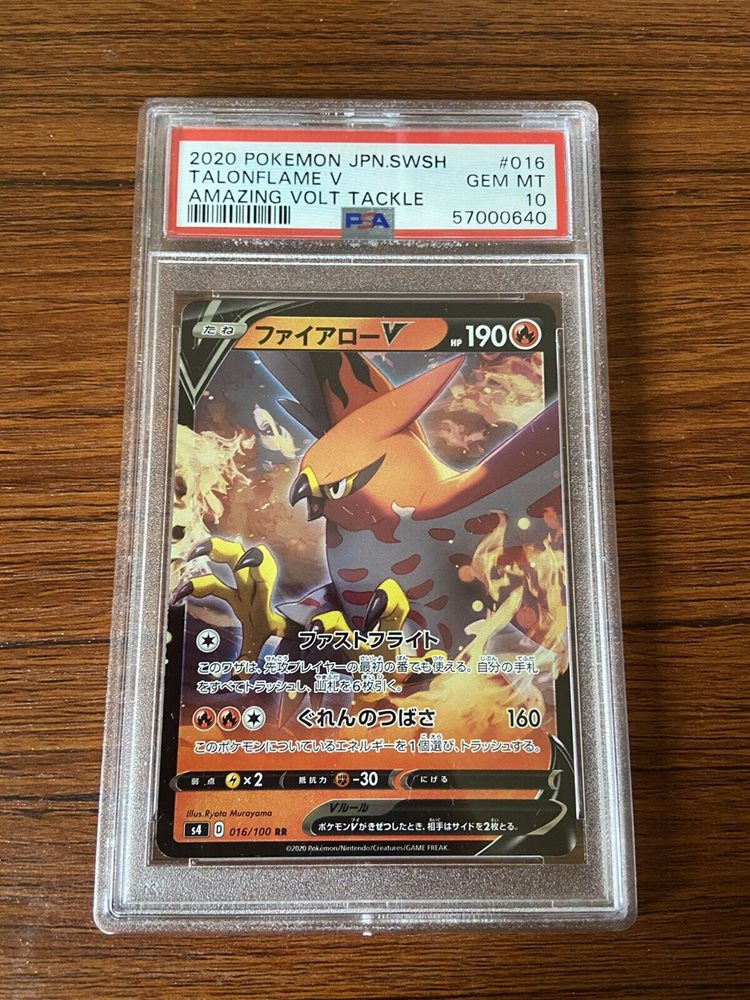 2020 POKEMON JPN.SWSH #016
TALONFLAME V GEM MT
AMAZING VOLT TACKLE 10
PSA 57000640
たね ファイアローV HP 190
ファストフライト
このワザは、先攻プレイヤーの最初の番でも使える。自分の手札
をすべてトラッシュし、山札を6枚引く。
ぐれんのつばさ 160
このポケモンについているエネルギーを1個選び、トラッシュする。
弱点 ×2 抵抗力 -30 にげる
Illus.Ryota Murayama
Vルール
ポケモンVがきぜつしたとき、相手はサイドを2枚とる。
s4 D 016/100 RR
©2020 Pokémon/Nintendo/Creatures/GAME FREAK.